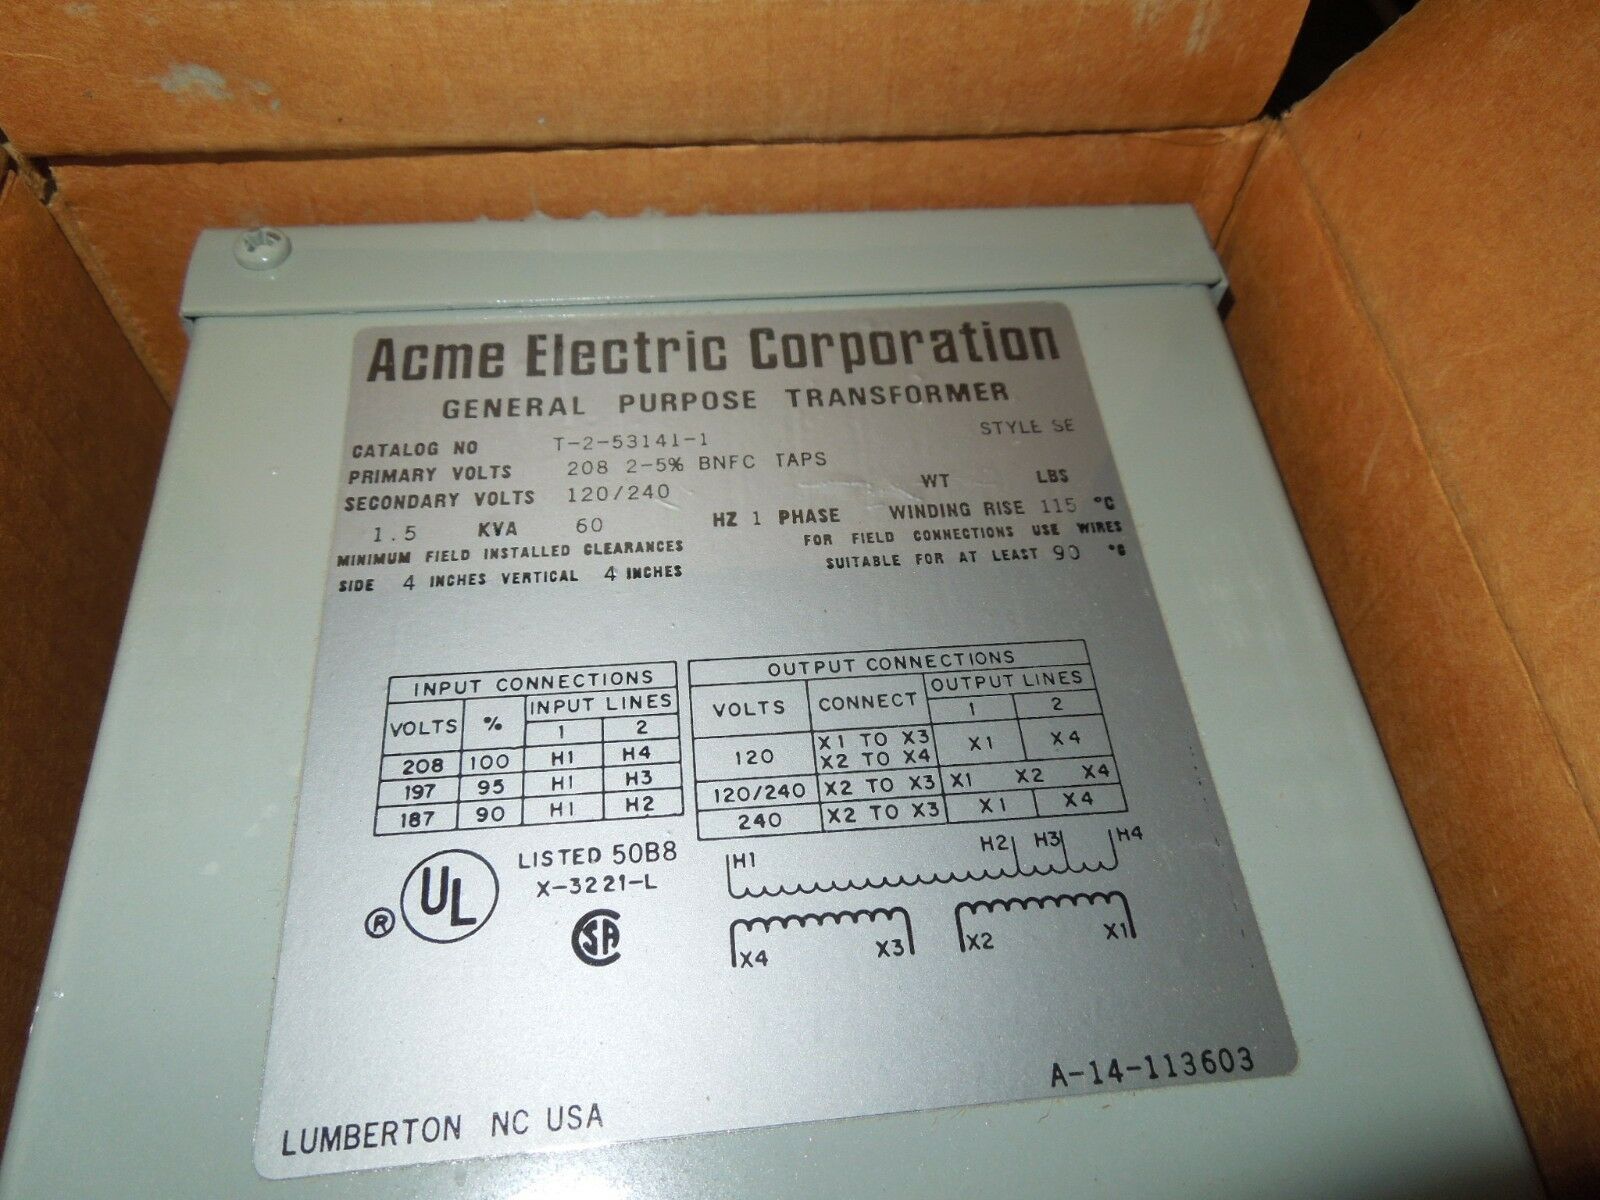 Acme Electric Corporation
GENERAL PURPOSE TRANSFORMER
CATALOG NO T-2-53141-1 STYLE SE
PRIMARY VOLTS 208 2-5% BNFC TAPS
SECONDARY VOLTS 120/240 WT LBS
1.5 KVA 60 HZ 1 PHASE WINDING RISE 115 °C
MINIMUM FIELD INSTALLED CLEARANCES FOR FIELD CONNECTIONS USE WIRES
SIDE 4 INCHES VERTICAL 4 INCHES SUITABLE FOR AT LEAST 90 °C
INPUT CONNECTIONS
VOLTS % INPUT LINES
1 2
208 100 H1 H4
197 95 H1 H3
187 90 H1 H2
OUTPUT CONNECTIONS
VOLTS CONNECT OUTPUT LINES
1 2
120 X1 TO X3 X1 X4
X2 TO X4
120/240 X2 TO X3 X1 X2 X4
240 X2 TO X3 X1 X4
UL ®
LISTED 50B8
X-3221-L
SA
H1 H2 H3 H4
X4 X3 X2 X1
A-14-113603
LUMBERTON NC USA